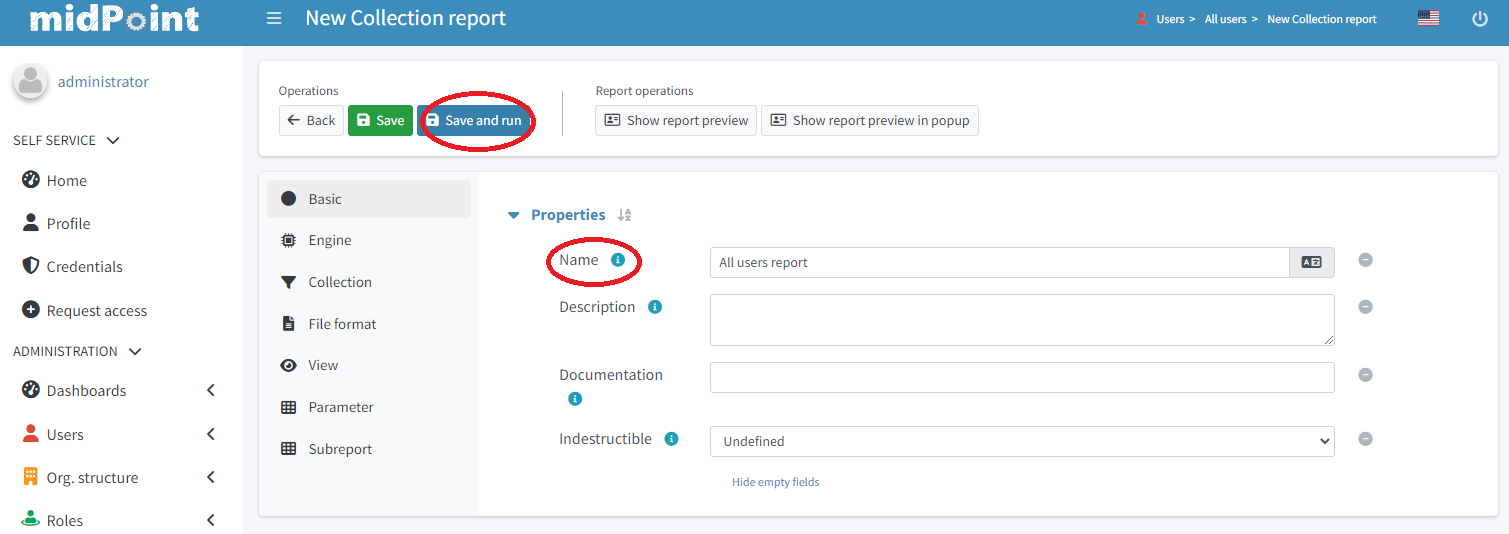 midPoint
New Collection report
Users > All users > New Collection report
administrator
SELF SERVICE
Home
Profile
Credentials
Request access
ADMINISTRATION
Dashboards
Users
Org. structure
Roles
Operations
Back
Save
Save and run
Report operations
Show report preview
Show report preview in popup
Basic
Engine
Collection
File format
View
Parameter
Subreport
Properties
Name
All users report
Description
Documentation
Indestructible
Undefined
Hide empty fields